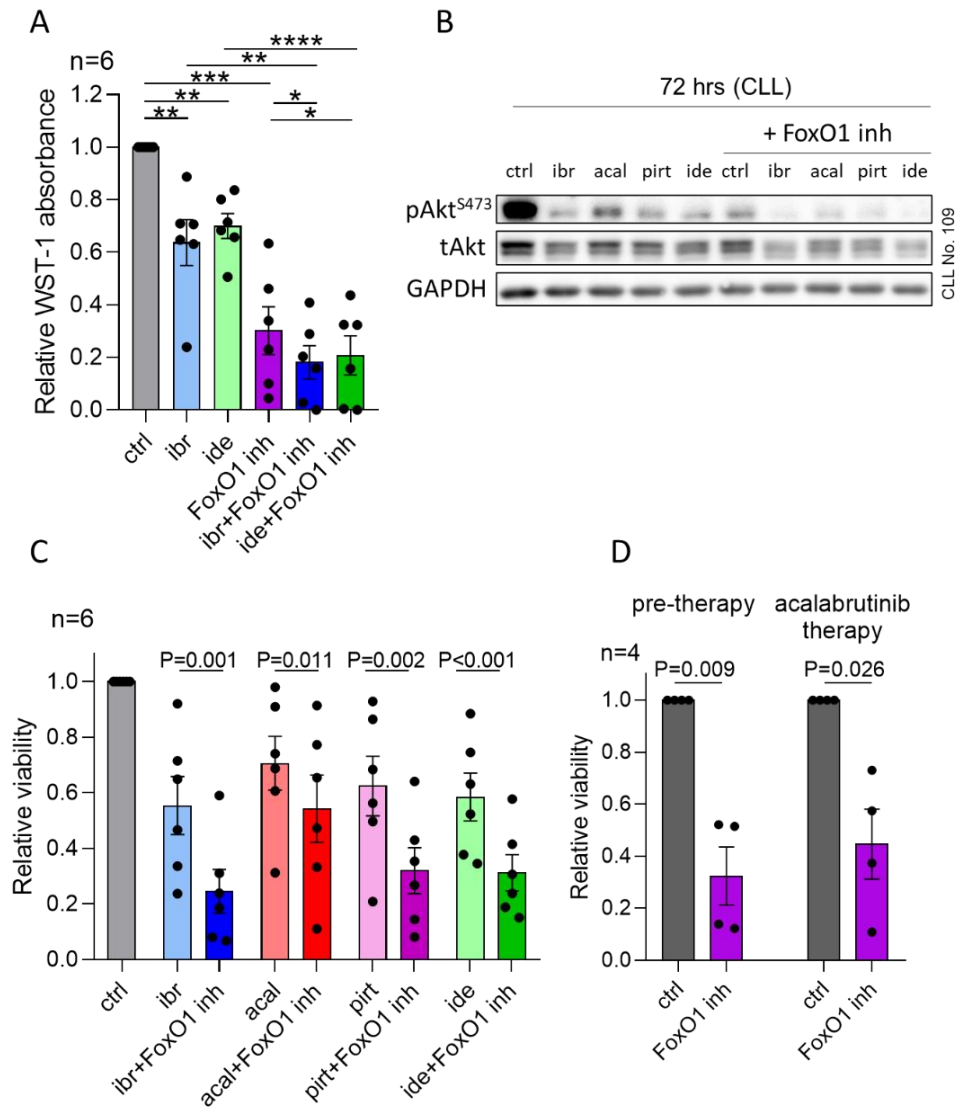 A
n=6
****
**
***
**
**
*
*
Relative WST-1 absorbance
1.2
1.0
0.8
0.6
0.4
0.2
0.0
ctrl
ibr
ide
FoxO1 inh
ibr+FoxO1 inh
ide+FoxO1 inh
B
72 hrs (CLL)
+ FoxO1 inh
ctrl ibr acal pirt ide ctrl ibr acal pirt ide
pAktS473
tAkt
GAPDH
CLL No. 109
C
n=6
P=0.001 P=0.011 P=0.002 P<0.001
Relative viability
1.0
0.8
0.6
0.4
0.2
0.0
ctrl
ibr
ibr+FoxO1 inh
acal
acal+FoxO1 inh
pirt
pirt+FoxO1 inh
ide
ide+FoxO1 inh
D
pre-therapy
acalabrutinib
therapy
n=4
P=0.009 P=0.026
Relative viability
1.0
0.8
0.6
0.4
0.2
0.0
ctrl
FoxO1 inh
ctrl
FoxO1 inh